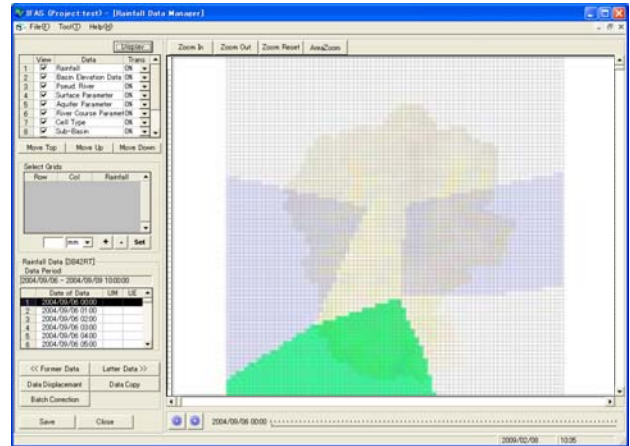 IFAS (Project:test) - [Rainfall Data Manager]
File(F) Tool(T) Help(H)
Display
Zoom In Zoom Out Zoom Reset AreaZoom
View Data Trans
1 Rainfall ON
2 Basin Elevation Data ON
3 Pseud. River ON
4 Surface Parameter ON
5 Aquifer Parameter ON
6 River Course Paramet ON
7 Cell Type ON
8 Sub-Basin ON
Move Top Move Up Move Down
Select Grids
Row Col Rainfall
mm + - Set
Rainfall Data [3B42RT]
Data Period
2004/09/06 - 2004/09/09 10:00:00
Date of Data UM UE
1 2004/09/06 00:00
2 2004/09/06 01:00
3 2004/09/06 02:00
4 2004/09/06 03:00
5 2004/09/06 04:00
6 2004/09/06 05:00
<< Former Data Latter Data >>
Data Displacemant Data Copy
Batch Correction
Save Close
2004/09/06 00:00
2009/02/08 10:05